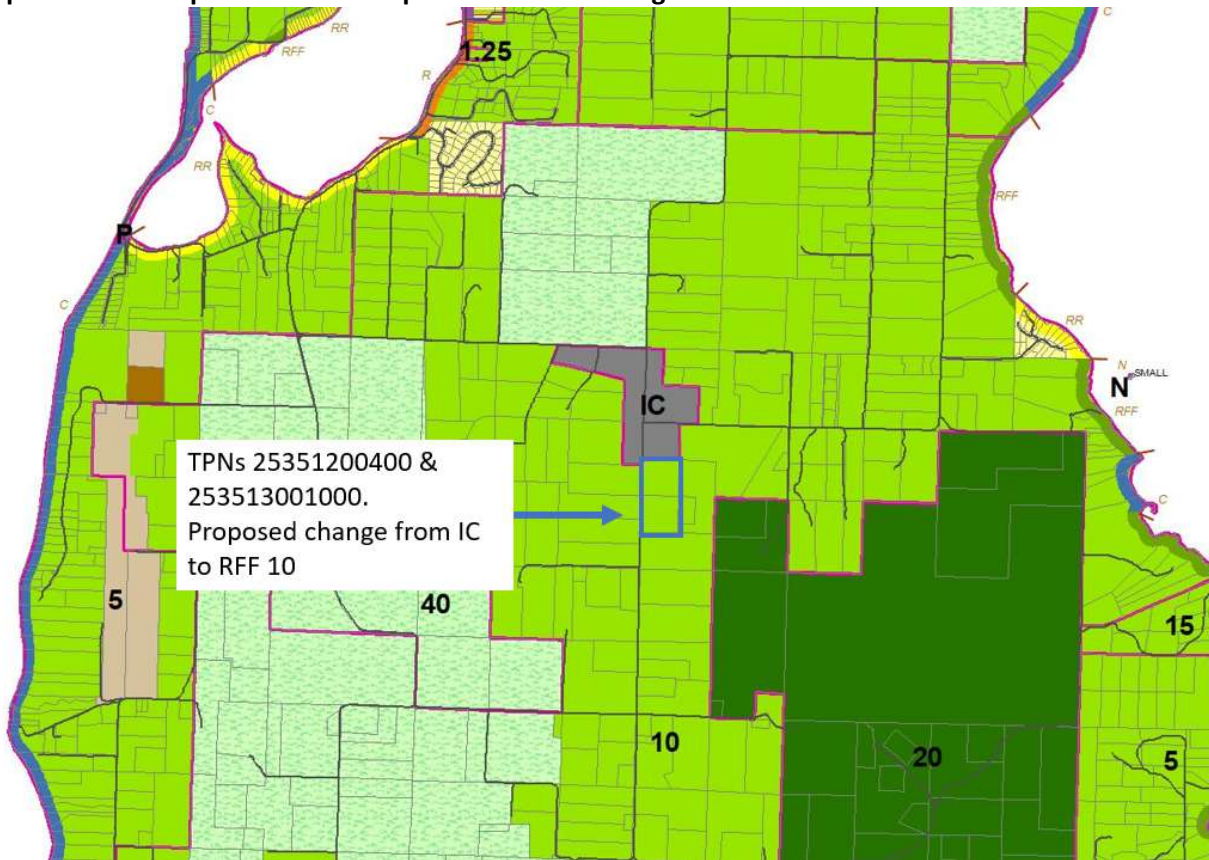 RR
RFF
C
1.25
R
C
RR
RFF
P
C
RR
N
SMALL
N
RFF
IC
TPNs 25351200400 &
253513001000.
Proposed change from IC
to RFF 10
C
5
40
15
10
20
5